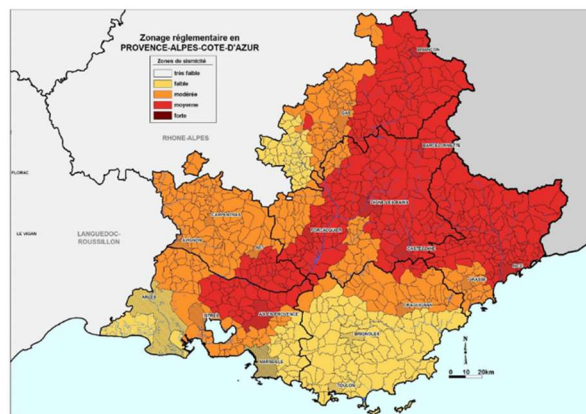 Zonage réglementaire en
PROVENCE-ALPES-COTE-D'AZUR
Zones de sismicité
très faible
faible
modérée
moyenne
forte
BRIANCON
GAP
RHONE-ALPES
BARCELONNETTE
FLORAC
DIGNE-LES-BAINS
CARPENTRAS
FORCALQUIER
LE VIGAN
LANGUEDOC-
ROUSSILLON
AVIGNON
APT
CASTELLANE
NICE
GRASSE
ARLES
ISTRES
AIX-EN-PROVENCE
DRAGUIGNAN
BRIGNOLES
MARSEILLE
TOULON
N
0 10 20km